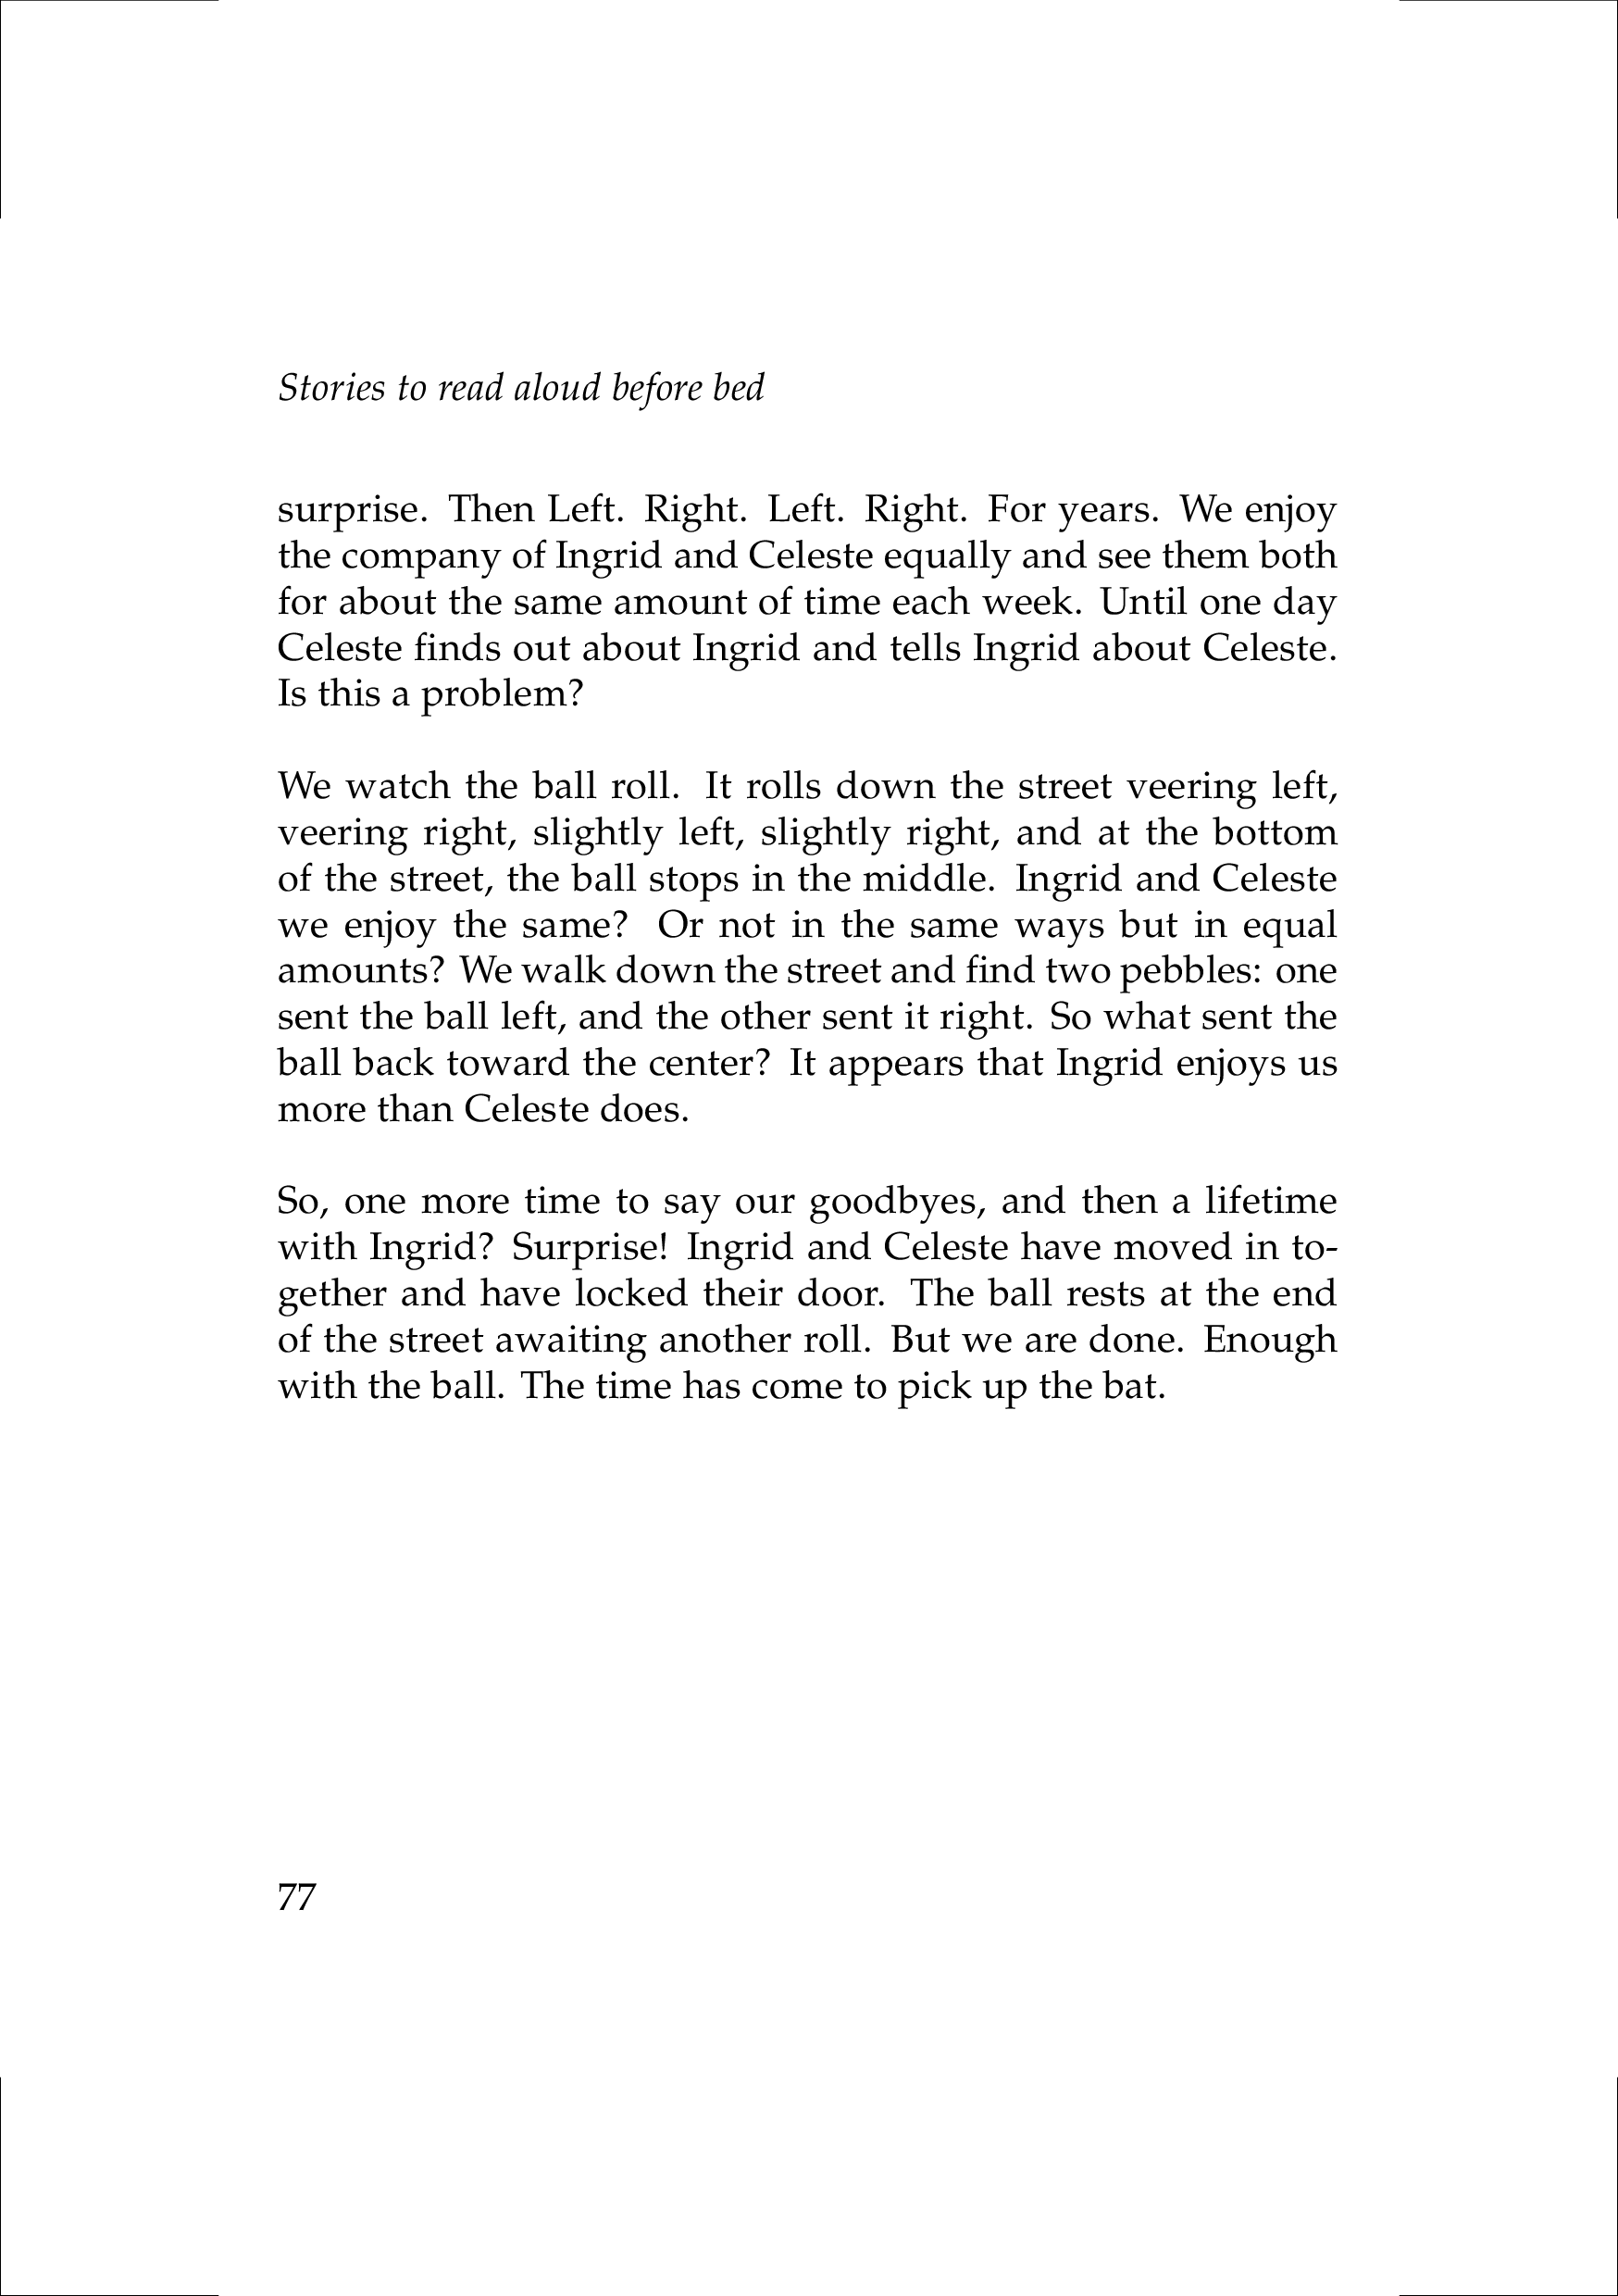 Stories to read aloud before bed
surprise. Then Left. Right. Left. Right. For years. We enjoy
the company of Ingrid and Celeste equally and see them both
for about the same amount of time each week. Until one day
Celeste finds out about Ingrid and tells Ingrid about Celeste.
Is this a problem?
We watch the ball roll. It rolls down the street veering left,
veering right, slightly left, slightly right, and at the bottom
of the street, the ball stops in the middle. Ingrid and Celeste
we enjoy the same? Or not in the same ways but in equal
amounts? We walk down the street and find two pebbles: one
sent the ball left, and the other sent it right. So what sent the
ball back toward the center? It appears that Ingrid enjoys us
more than Celeste does.
So, one more time to say our goodbyes, and then a lifetime
with Ingrid? Surprise! Ingrid and Celeste have moved in to-
gether and have locked their door. The ball rests at the end
of the street awaiting another roll. But we are done. Enough
with the ball. The time has come to pick up the bat.
77